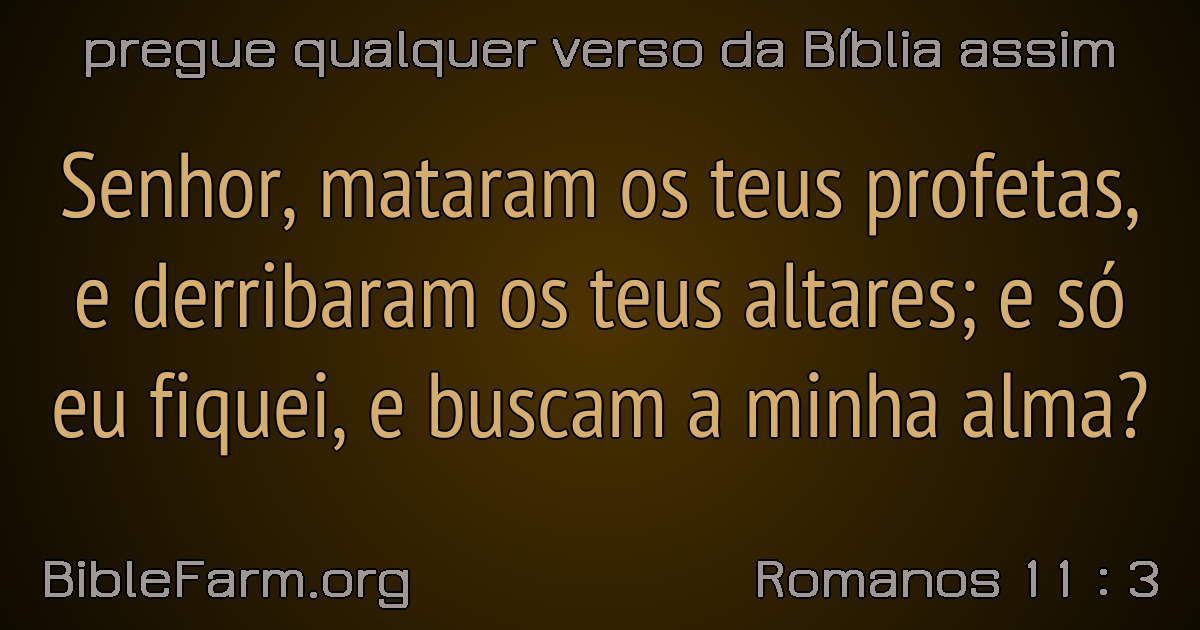 pregue qualquer verso da Bíblia assim
Senhor, mataram os teus profetas,
e derribaram os teus altares; e só
eu fiquei, e buscam a minha alma?
BibleFarm.org
Romanos 11 : 3